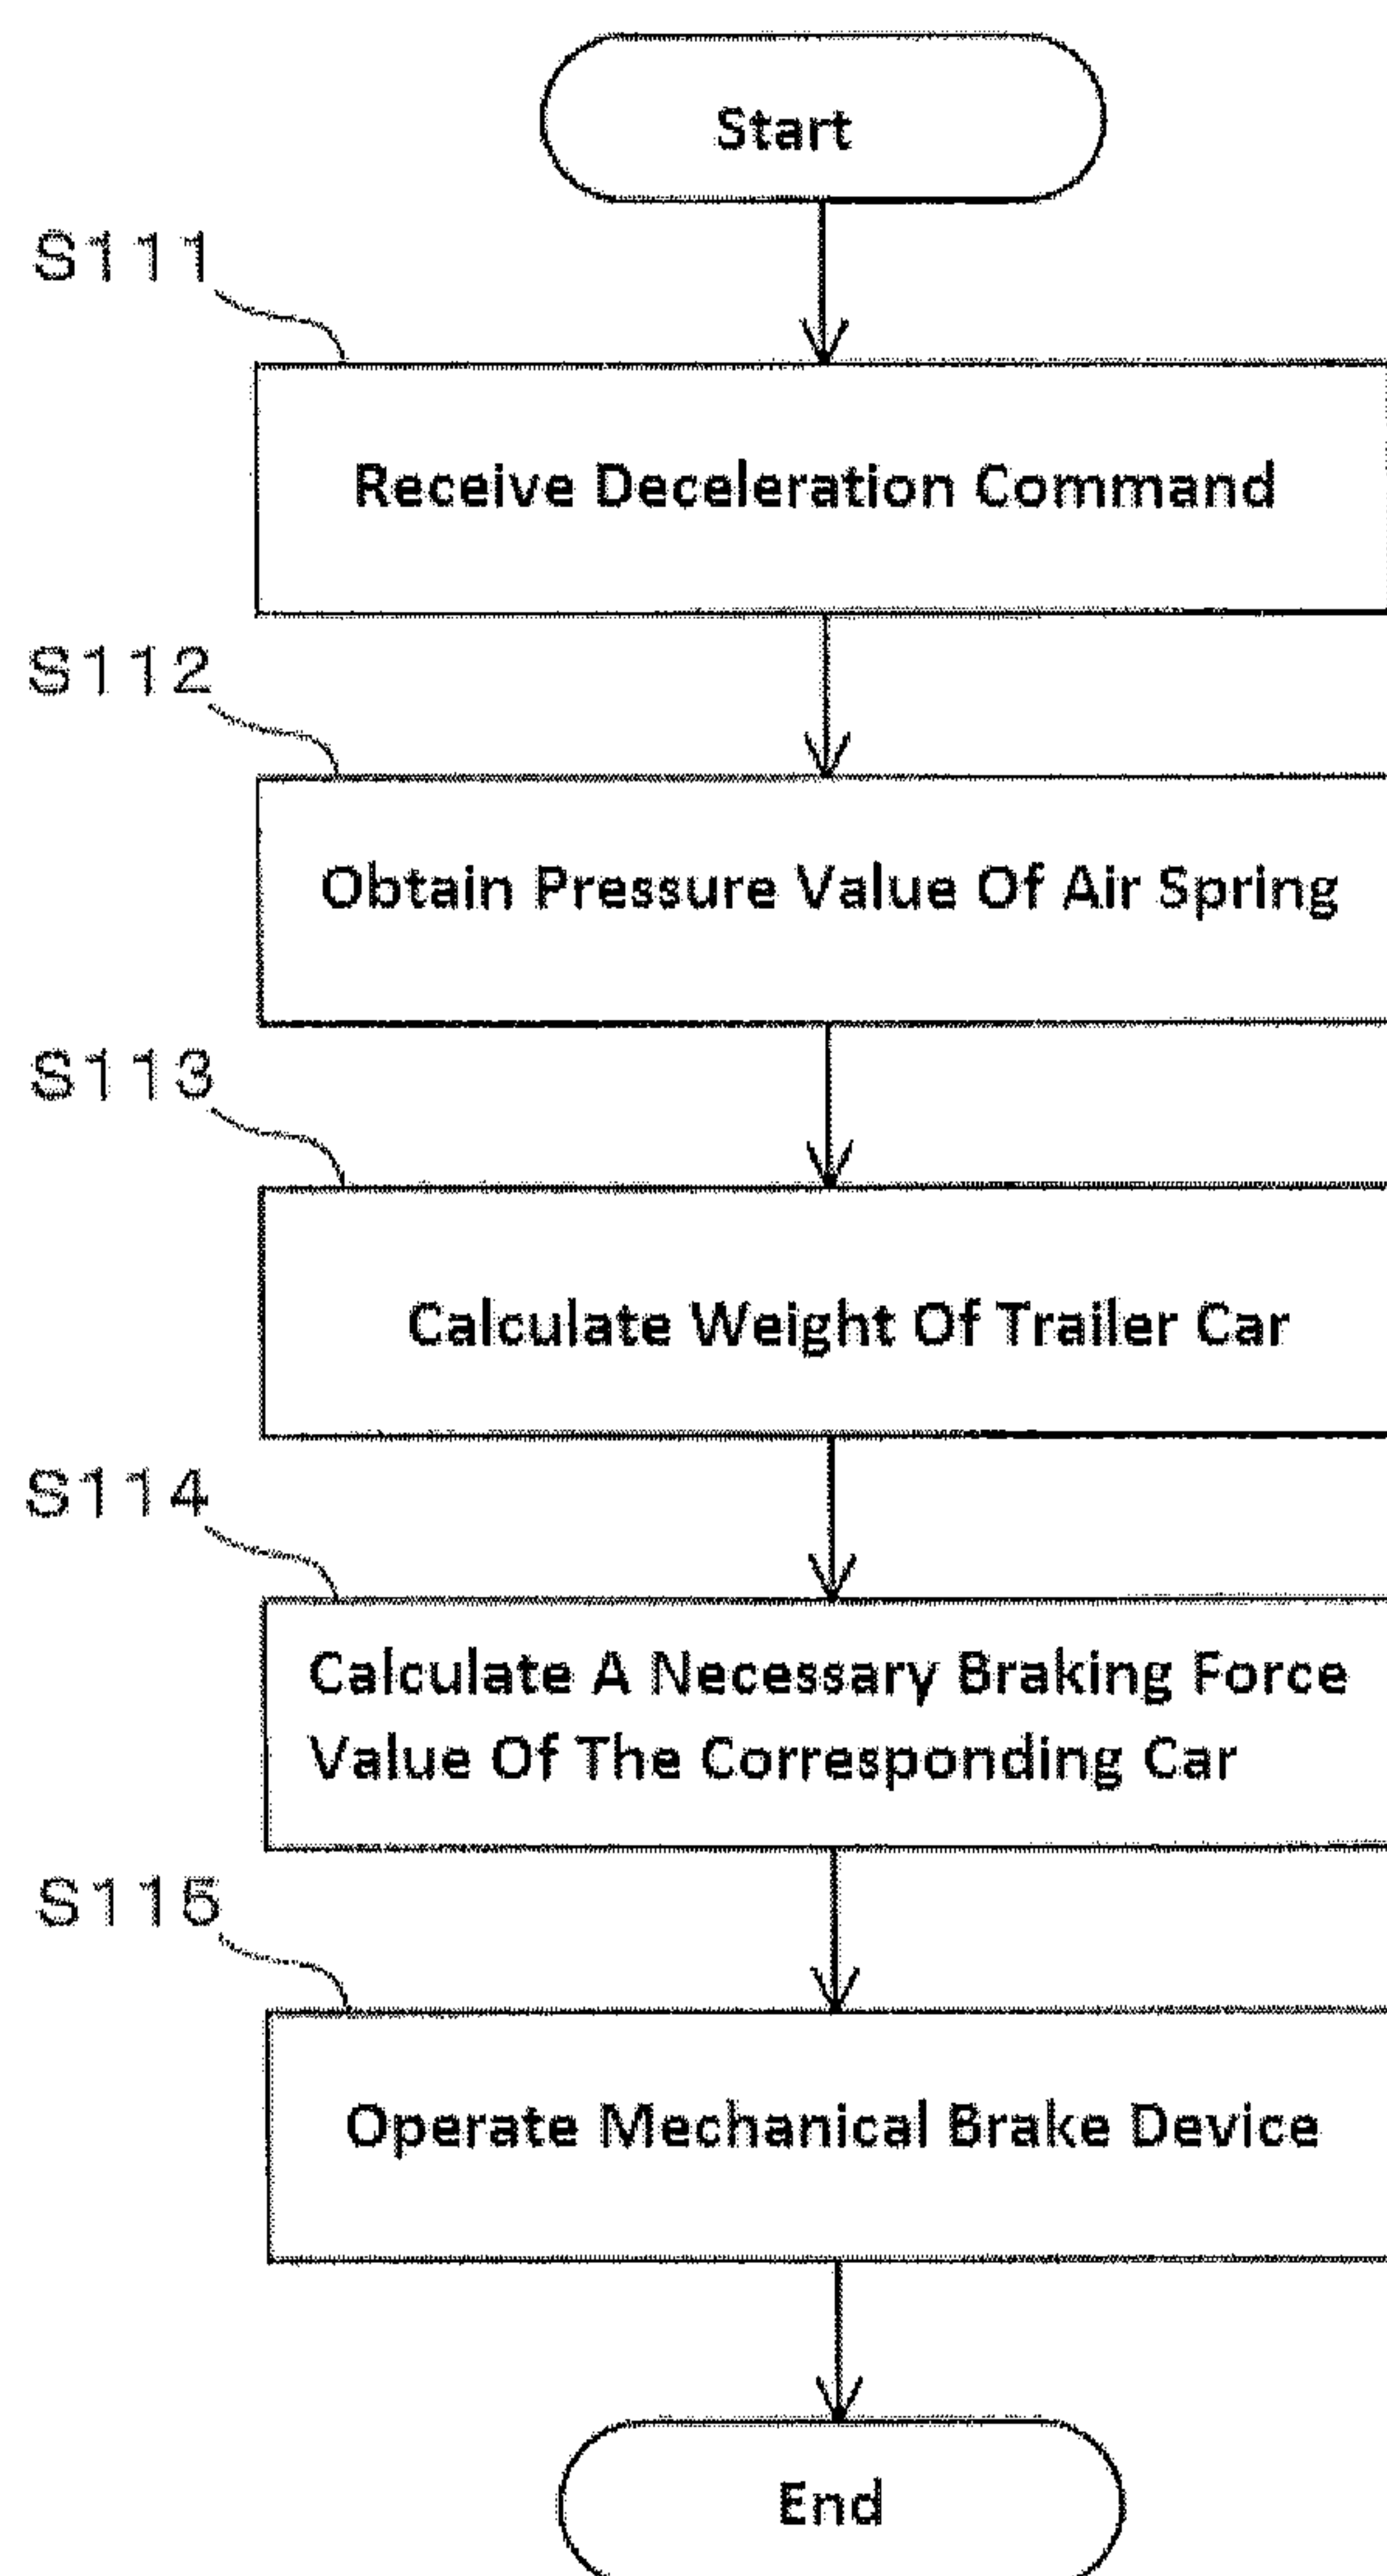 Start
S111
Receive Deceleration Command
S112
Obtain Pressure Value Of Air Spring
S113
Calculate Weight Of Trailer Car
S114
Calculate A Necessary Braking Force
Value Of The Corresponding Car
S115
Operate Mechanical Brake Device
End